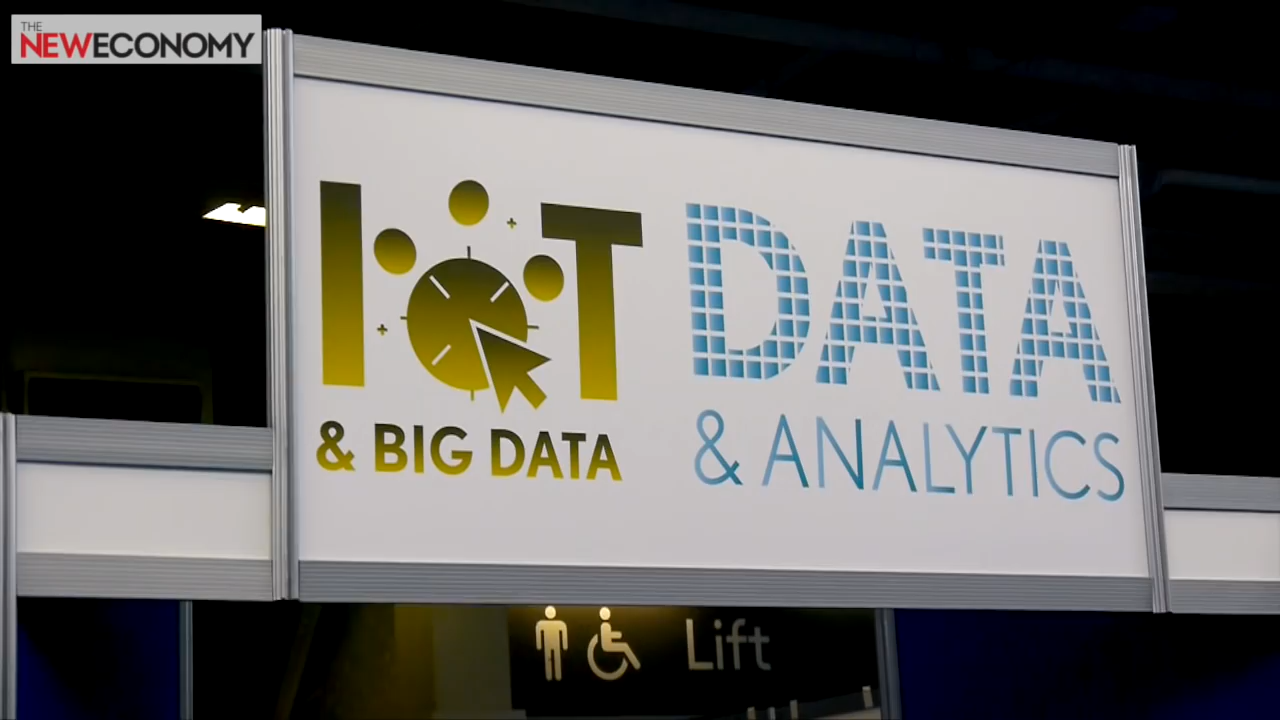 THE
NEWECONOMY
IoT
& BIG DATA
DATA
& ANALYTICS
Lift